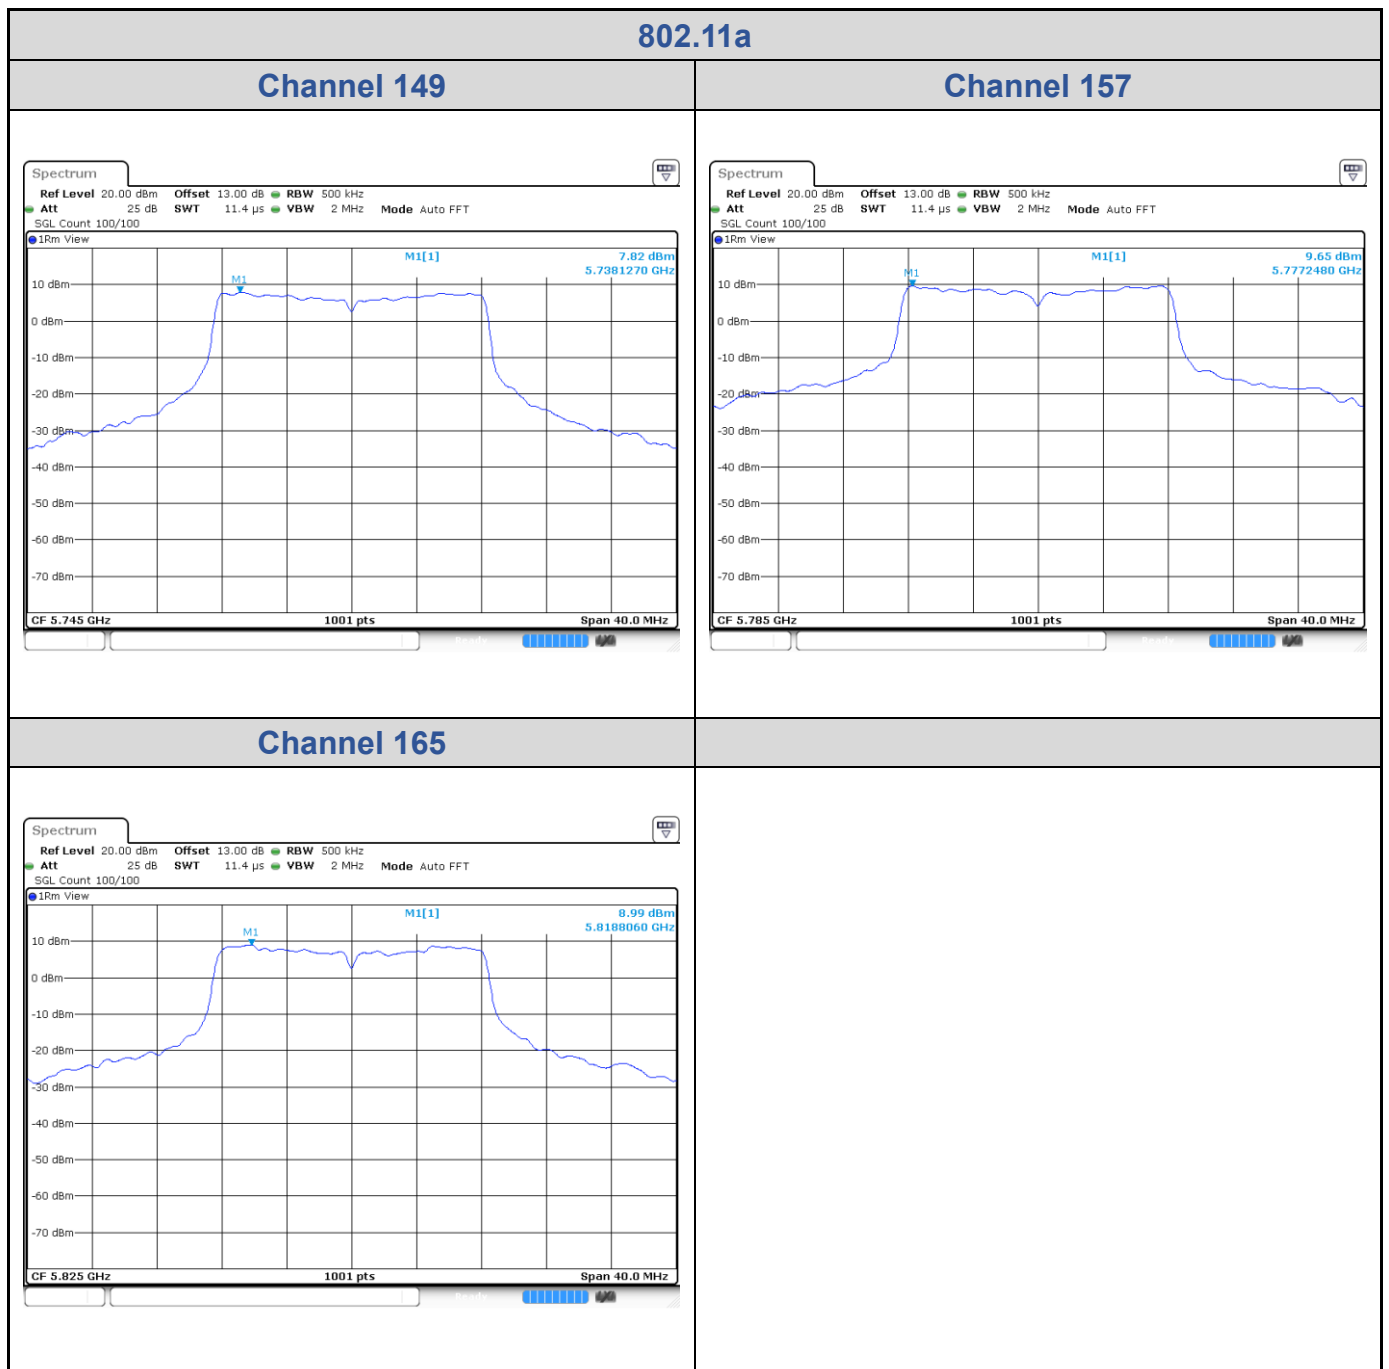 802.11a
Channel 149
Channel 157
Spectrum
Ref Level 20.00 dBm Offset 13.00 dB RBW 500 kHz
Att 25 dB SWT 11.4 µs VBW 2 MHz Mode Auto FFT
SGL Count 100/100
1Rm View
M1[1] 7.82 dBm
5.7381270 GHz
M1
10 dBm
0 dBm
-10 dBm
-20 dBm
-30 dBm
-40 dBm
-50 dBm
-60 dBm
-70 dBm
CF 5.745 GHz 1001 pts Span 40.0 MHz
Spectrum
Ref Level 20.00 dBm Offset 13.00 dB RBW 500 kHz
Att 25 dB SWT 11.4 µs VBW 2 MHz Mode Auto FFT
SGL Count 100/100
1Rm View
M1[1] 9.65 dBm
5.7772480 GHz
M1
10 dBm
0 dBm
-10 dBm
-20 dBm
-30 dBm
-40 dBm
-50 dBm
-60 dBm
-70 dBm
CF 5.785 GHz 1001 pts Span 40.0 MHz
Channel 165
Spectrum
Ref Level 20.00 dBm Offset 13.00 dB RBW 500 kHz
Att 25 dB SWT 11.4 µs VBW 2 MHz Mode Auto FFT
SGL Count 100/100
1Rm View
M1[1] 8.99 dBm
5.8188060 GHz
M1
10 dBm
0 dBm
-10 dBm
-20 dBm
-30 dBm
-40 dBm
-50 dBm
-60 dBm
-70 dBm
CF 5.825 GHz 1001 pts Span 40.0 MHz